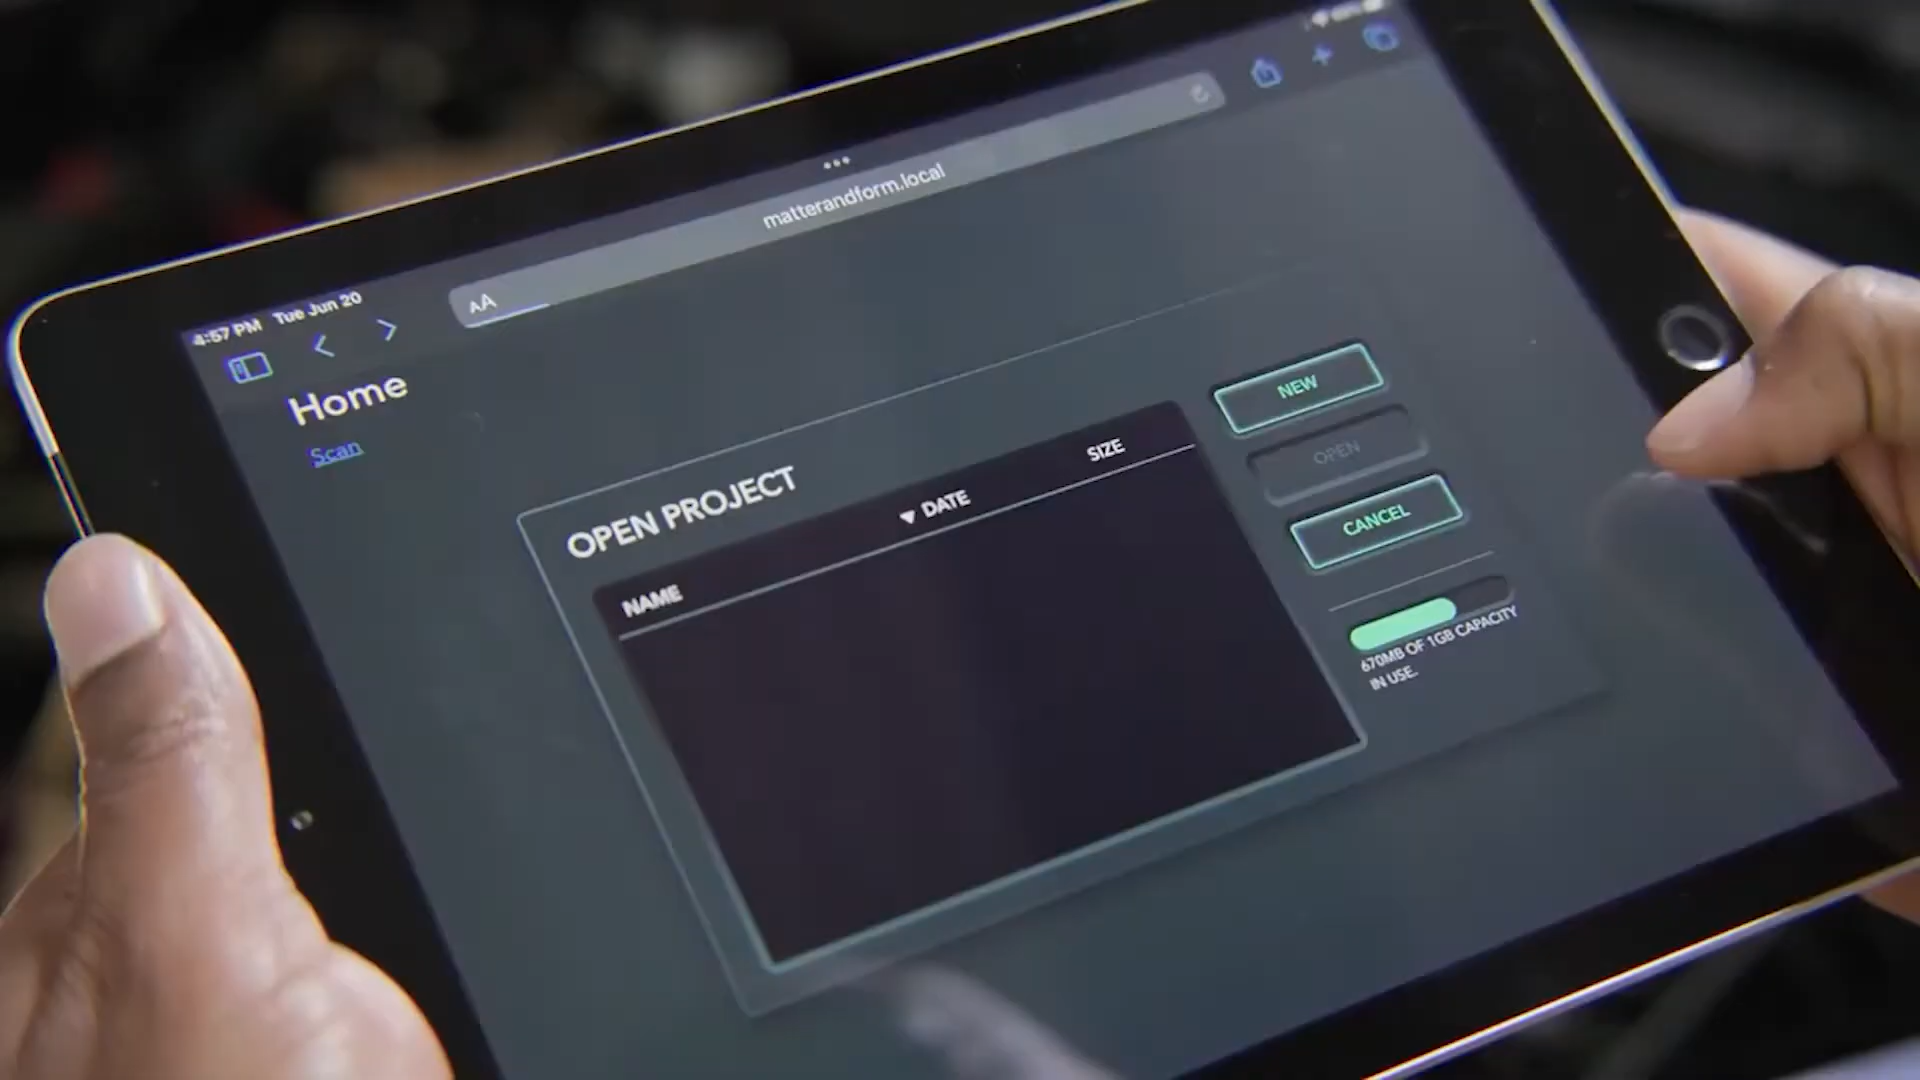 4:57 PM Tue Jun 20
AA
matterandform.local
Home
Scan
OPEN PROJECT
NAME
▼ DATE
SIZE
NEW
OPEN
CANCEL
670MB OF 1GB CAPACITY
IN USE.